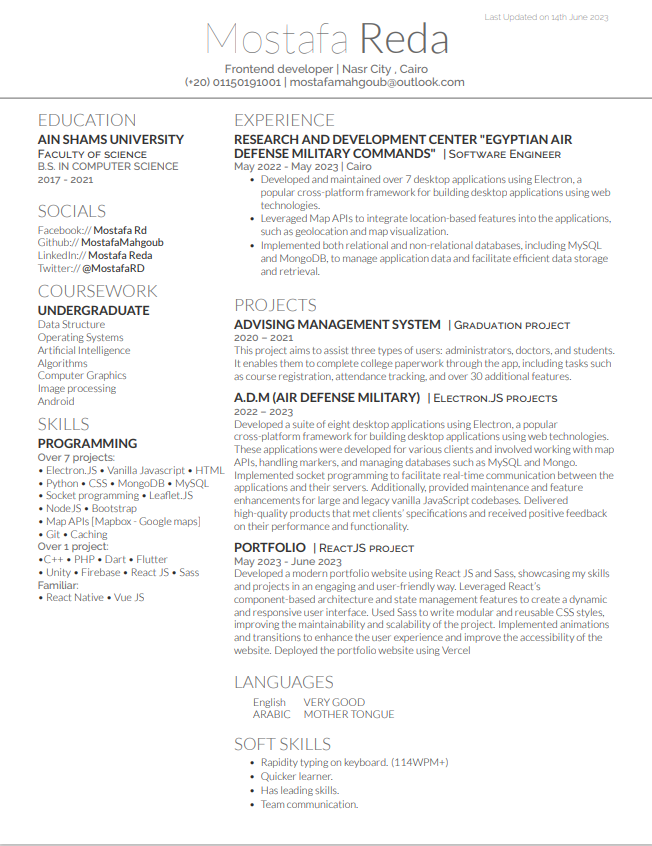 Last Updated on 14th June 2023
Mostafa Reda
Frontend developer | Nasr City , Cairo
(+20) 01150191001 | mostafamahgoub@outlook.com
EDUCATION
AIN SHAMS UNIVERSITY
FACULTY OF SCIENCE
B.S. IN COMPUTER SCIENCE
2017 - 2021
SOCIALS
Facebook:// Mostafa Rd
Github:// MostafaMahgoub
LinkedIn:// Mostafa Reda
Twitter:// @MostafaRD
COURSEWORK
UNDERGRADUATE
Data Structure
Operating Systems
Artificial Intelligence
Algorithms
Computer Graphics
Image processing
Android
SKILLS
PROGRAMMING
Over 7 projects:
• Electron.JS • Vanilla Javascript • HTML
• Python • CSS • MongoDB • MySQL
• Socket programming • Leaflet.JS
• NodeJS • Bootstrap
• Map APIs [Mapbox - Google maps]
• Git • Caching
Over 1 project:
•C++ • PHP • Dart • Flutter
• Unity • Firebase • React JS • Sass
Familiar:
• React Native • Vue JS
EXPERIENCE
RESEARCH AND DEVELOPMENT CENTER "EGYPTIAN AIR
DEFENSE MILITARY COMMANDS" | SOFTWARE ENGINEER
May 2022 - May 2023 | Cairo
• Developed and maintained over 7 desktop applications using Electron, a
popular cross-platform framework for building desktop applications using web
technologies.
• Leveraged Map APIs to integrate location-based features into the applications,
such as geolocation and map visualization.
• Implemented both relational and non-relational databases, including MySQL
and MongoDB, to manage application data and facilitate efficient data storage
and retrieval.
PROJECTS
ADVISING MANAGEMENT SYSTEM | GRADUATION PROJECT
2020 – 2021
This project aims to assist three types of users: administrators, doctors, and students.
It enables them to complete college paperwork through the app, including tasks such
as course registration, attendance tracking, and over 30 additional features.
A.D.M (AIR DEFENSE MILITARY) | ELECTRON.JS PROJECTS
2022 – 2023
Developed a suite of eight desktop applications using Electron, a popular
cross-platform framework for building desktop applications using web technologies.
These applications were developed for various clients and involved working with map
APIs, handling markers, and managing databases such as MySQL and Mongo.
Implemented socket programming to facilitate real-time communication between the
applications and their servers. Additionally, provided maintenance and feature
enhancements for large and legacy vanilla JavaScript codebases. Delivered
high-quality products that met clients' specifications and received positive feedback
on their performance and functionality.
PORTFOLIO | REACTJS PROJECT
May 2023 - June 2023
Developed a modern portfolio website using React JS and Sass, showcasing my skills
and projects in an engaging and user-friendly way. Leveraged React's
component-based architecture and state management features to create a dynamic
and responsive user interface. Used Sass to write modular and reusable CSS styles,
improving the maintainability and scalability of the project. Implemented animations
and transitions to enhance the user experience and improve the accessibility of the
website. Deployed the portfolio website using Vercel
LANGUAGES
English VERY GOOD
ARABIC MOTHER TONGUE
SOFT SKILLS
• Rapidity typing on keyboard. (114WPM+)
• Quicker learner.
• Has leading skills.
• Team communication.